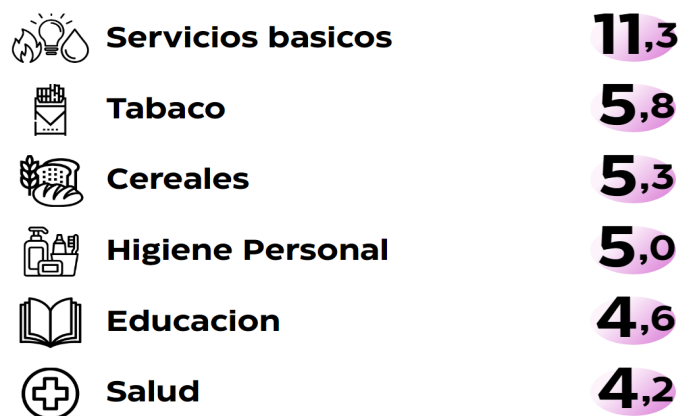 Servicios basicos 11,3
Tabaco 5,8
Cereales 5,3
Higiene Personal 5,0
Educacion 4,6
Salud 4,2